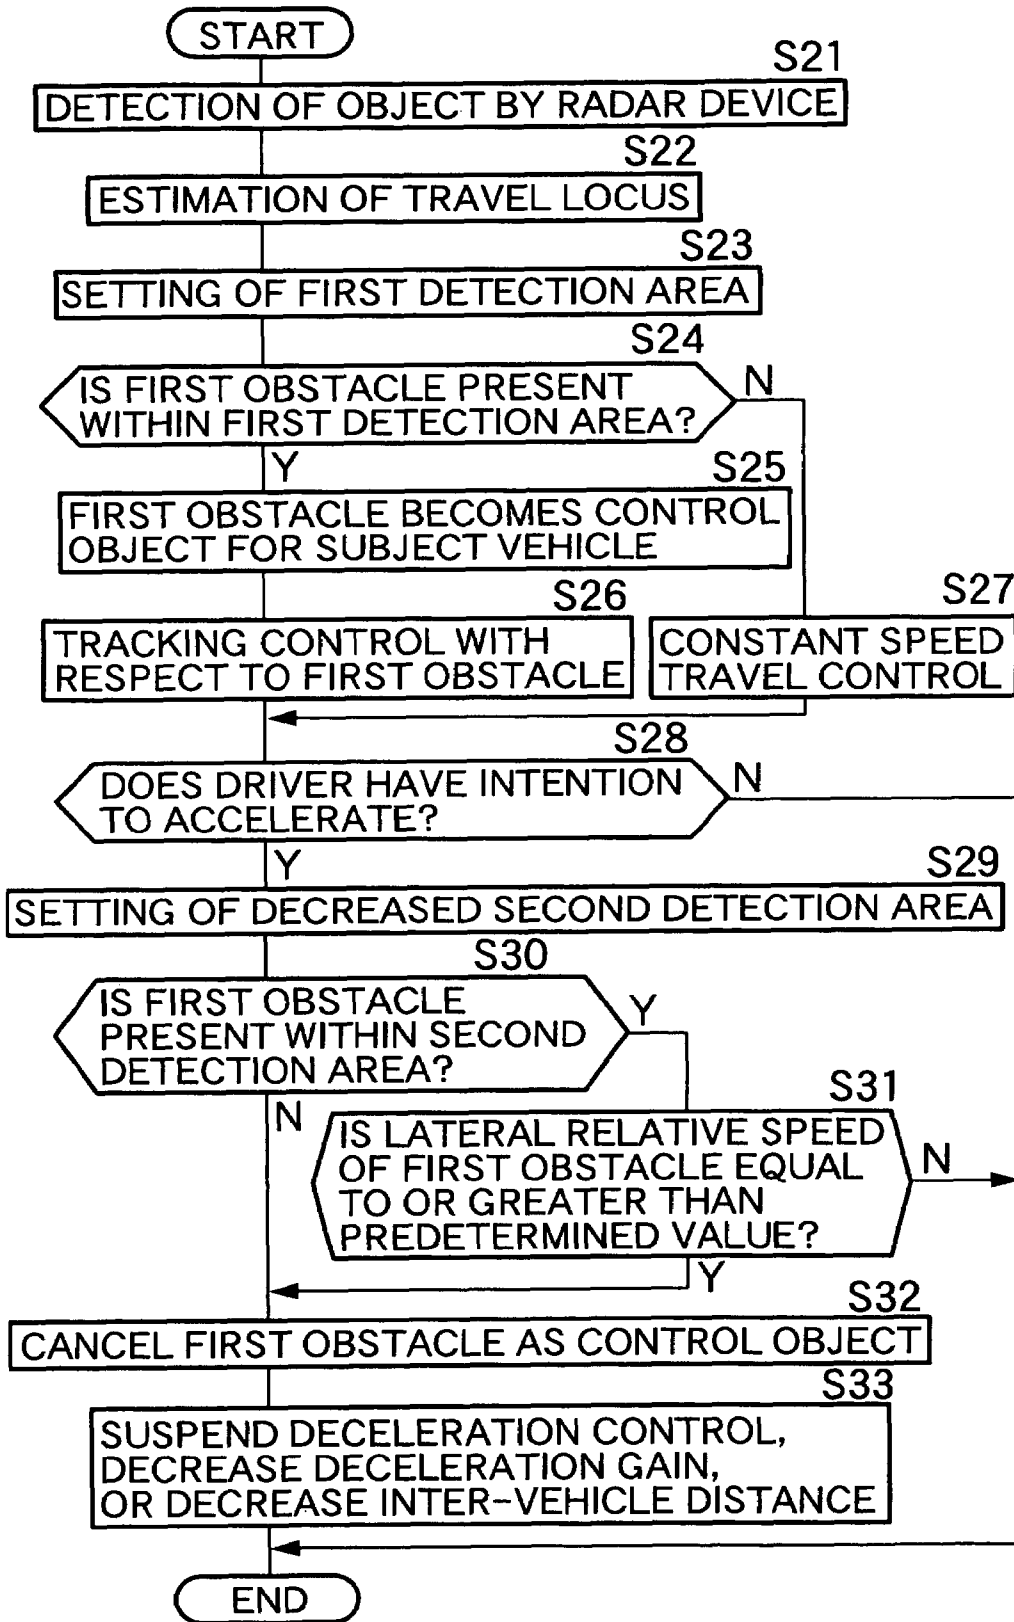 START
S21
DETECTION OF OBJECT BY RADAR DEVICE
S22
ESTIMATION OF TRAVEL LOCUS
S23
SETTING OF FIRST DETECTION AREA
S24
IS FIRST OBSTACLE PRESENT
WITHIN FIRST DETECTION AREA?
N
Y
S25
FIRST OBSTACLE BECOMES CONTROL
OBJECT FOR SUBJECT VEHICLE
S26
TRACKING CONTROL WITH
RESPECT TO FIRST OBSTACLE
S27
CONSTANT SPEED
TRAVEL CONTROL
S28
DOES DRIVER HAVE INTENTION
TO ACCELERATE?
N
Y
S29
SETTING OF DECREASED SECOND DETECTION AREA
S30
IS FIRST OBSTACLE
PRESENT WITHIN SECOND
DETECTION AREA?
Y
N
S31
IS LATERAL RELATIVE SPEED
OF FIRST OBSTACLE EQUAL
TO OR GREATER THAN
PREDETERMINED VALUE?
N
Y
S32
CANCEL FIRST OBSTACLE AS CONTROL OBJECT
S33
SUSPEND DECELERATION CONTROL,
DECREASE DECELERATION GAIN,
OR DECREASE INTER-VEHICLE DISTANCE
END